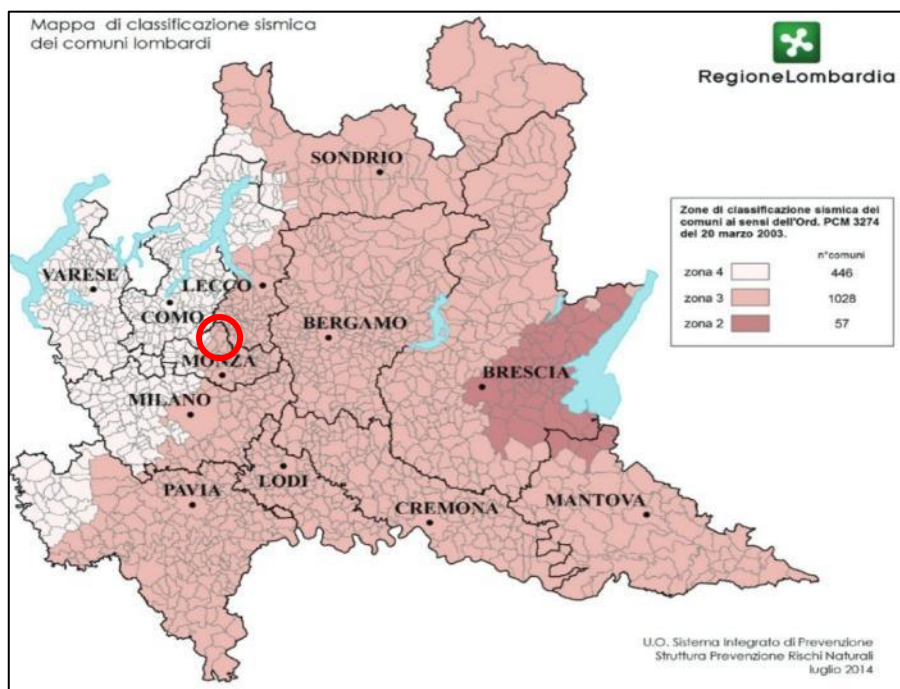 Mappa di classificazione sismica
dei comuni lombardi
RegioneLombardia
SONDRIO
VARESE
LECCO
COMO
BERGAMO
MONZA
BRESCIA
MILANO
PAVIA
LODI
CREMONA
MANTOVA
Zone di classificazione sismica dei
comuni ai sensi dell'Ord. PCM 3274
del 20 marzo 2003.
n°comuni
zona 4 446
zona 3 1028
zona 2 57
U.O. Sistema Integrato di Prevenzione
Struttura Prevenzione Rischi Naturali
luglio 2014